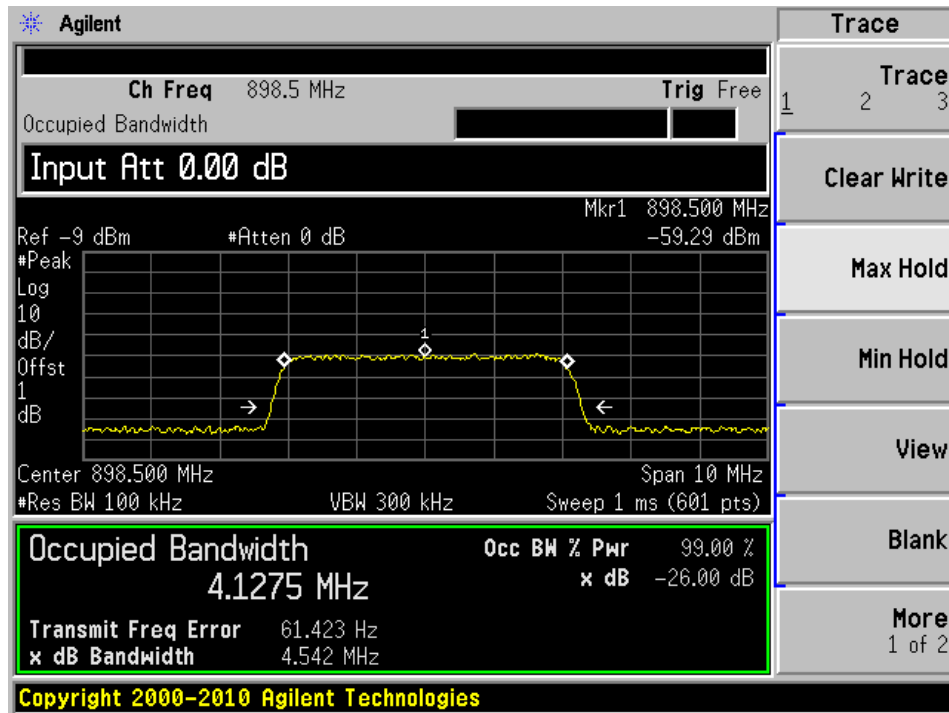 Agilent
Trace
Ch Freq 898.5 MHz Trig Free
Occupied Bandwidth
Input Att 0.00 dB
Mkr1 898.500 MHz
Ref -9 dBm #Atten 0 dB -59.29 dBm
#Peak
Log
10
dB/
Offst
1
dB
1
Center 898.500 MHz Span 10 MHz
#Res BW 100 kHz VBW 300 kHz Sweep 1 ms (601 pts)
Occupied Bandwidth Occ BW % Pwr 99.00 %
4.1275 MHz x dB -26.00 dB
Transmit Freq Error 61.423 Hz
x dB Bandwidth 4.542 MHz
Copyright 2000-2010 Agilent Technologies
Trace
1 2 3
Clear Write
Max Hold
Min Hold
View
Blank
More
1 of 2